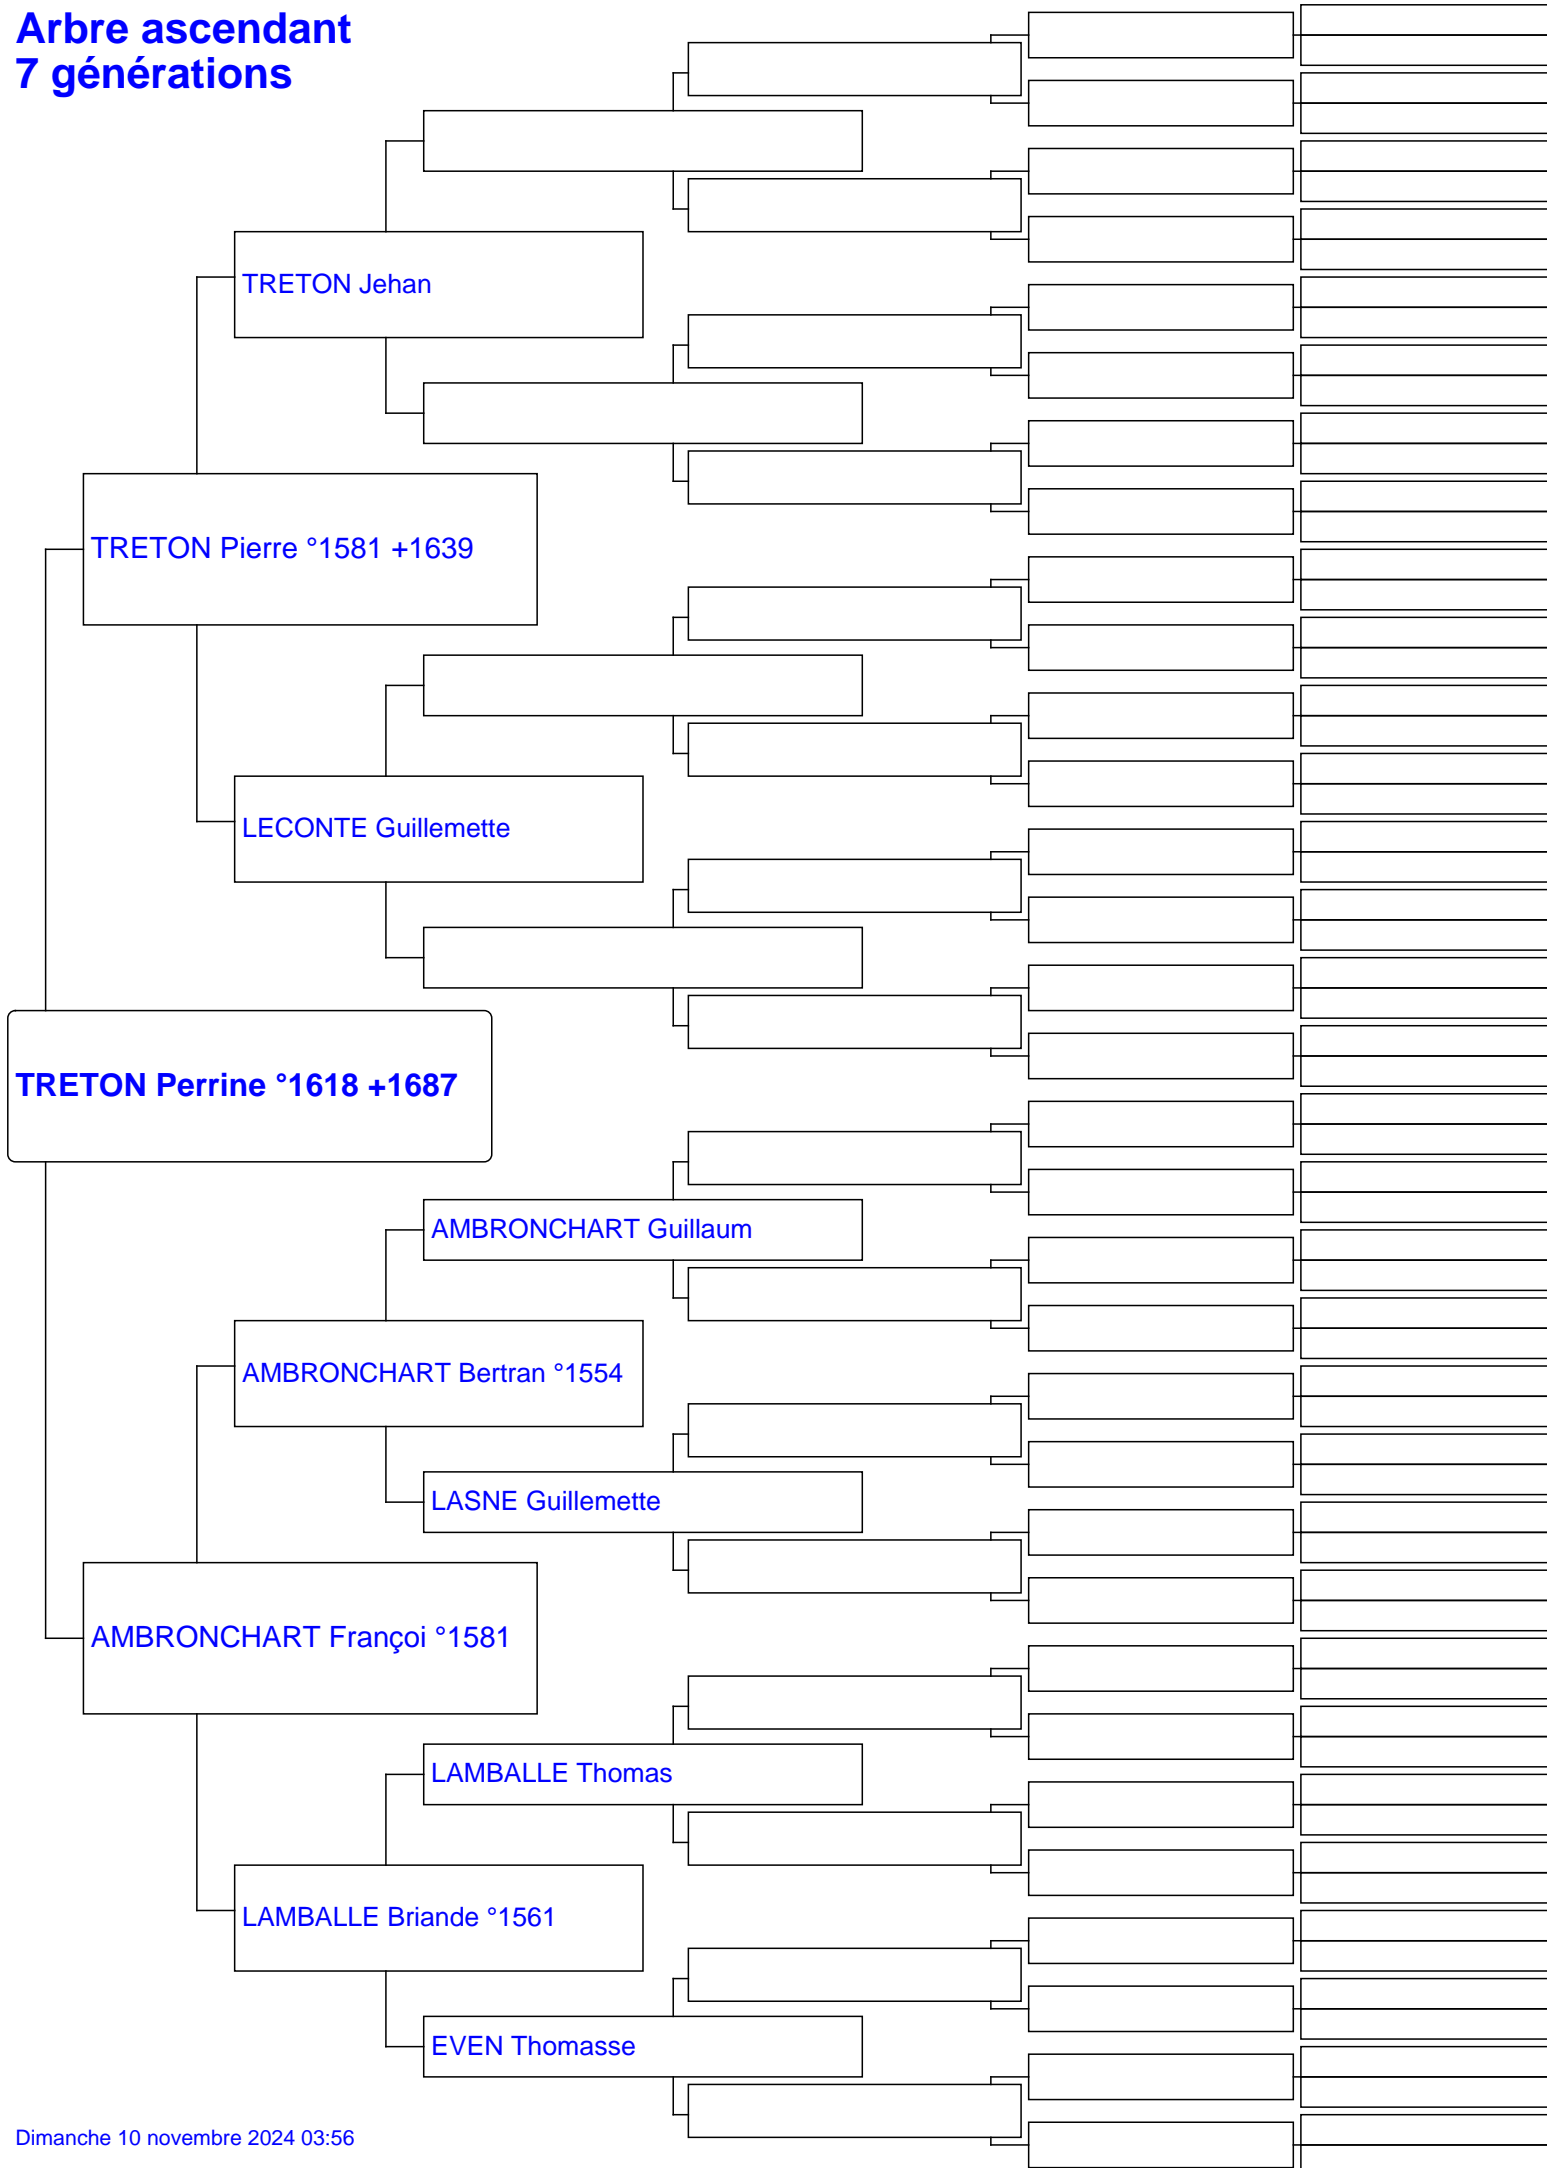 Arbre ascendant
7 générations
TRETON Jehan
TRETON Pierre °1581 +1639
LECONTE Guillemette
TRETON Perrine °1618 +1687
AMBRONCHART Guillaum
AMBRONCHART Bertran °1554
LASNE Guillemette
AMBRONCHART Françoi °1581
LAMBALLE Thomas
LAMBALLE Briande °1561
EVEN Thomasse
Dimanche 10 novembre 2024 03:56